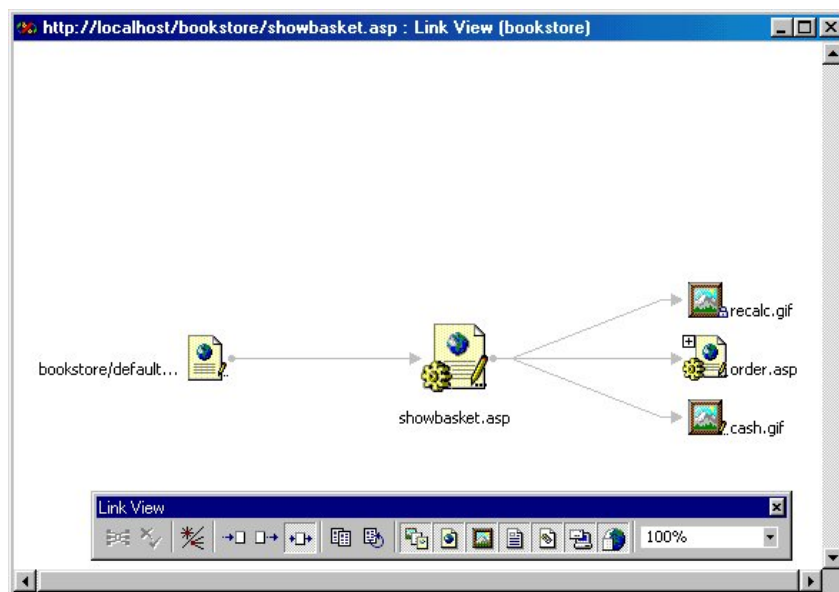 http://localhost/bookstore/showbasket.asp : Link View (bookstore)
recalc.gif
bookstore/default...
order.asp
showbasket.asp
cash.gif
Link View
100%